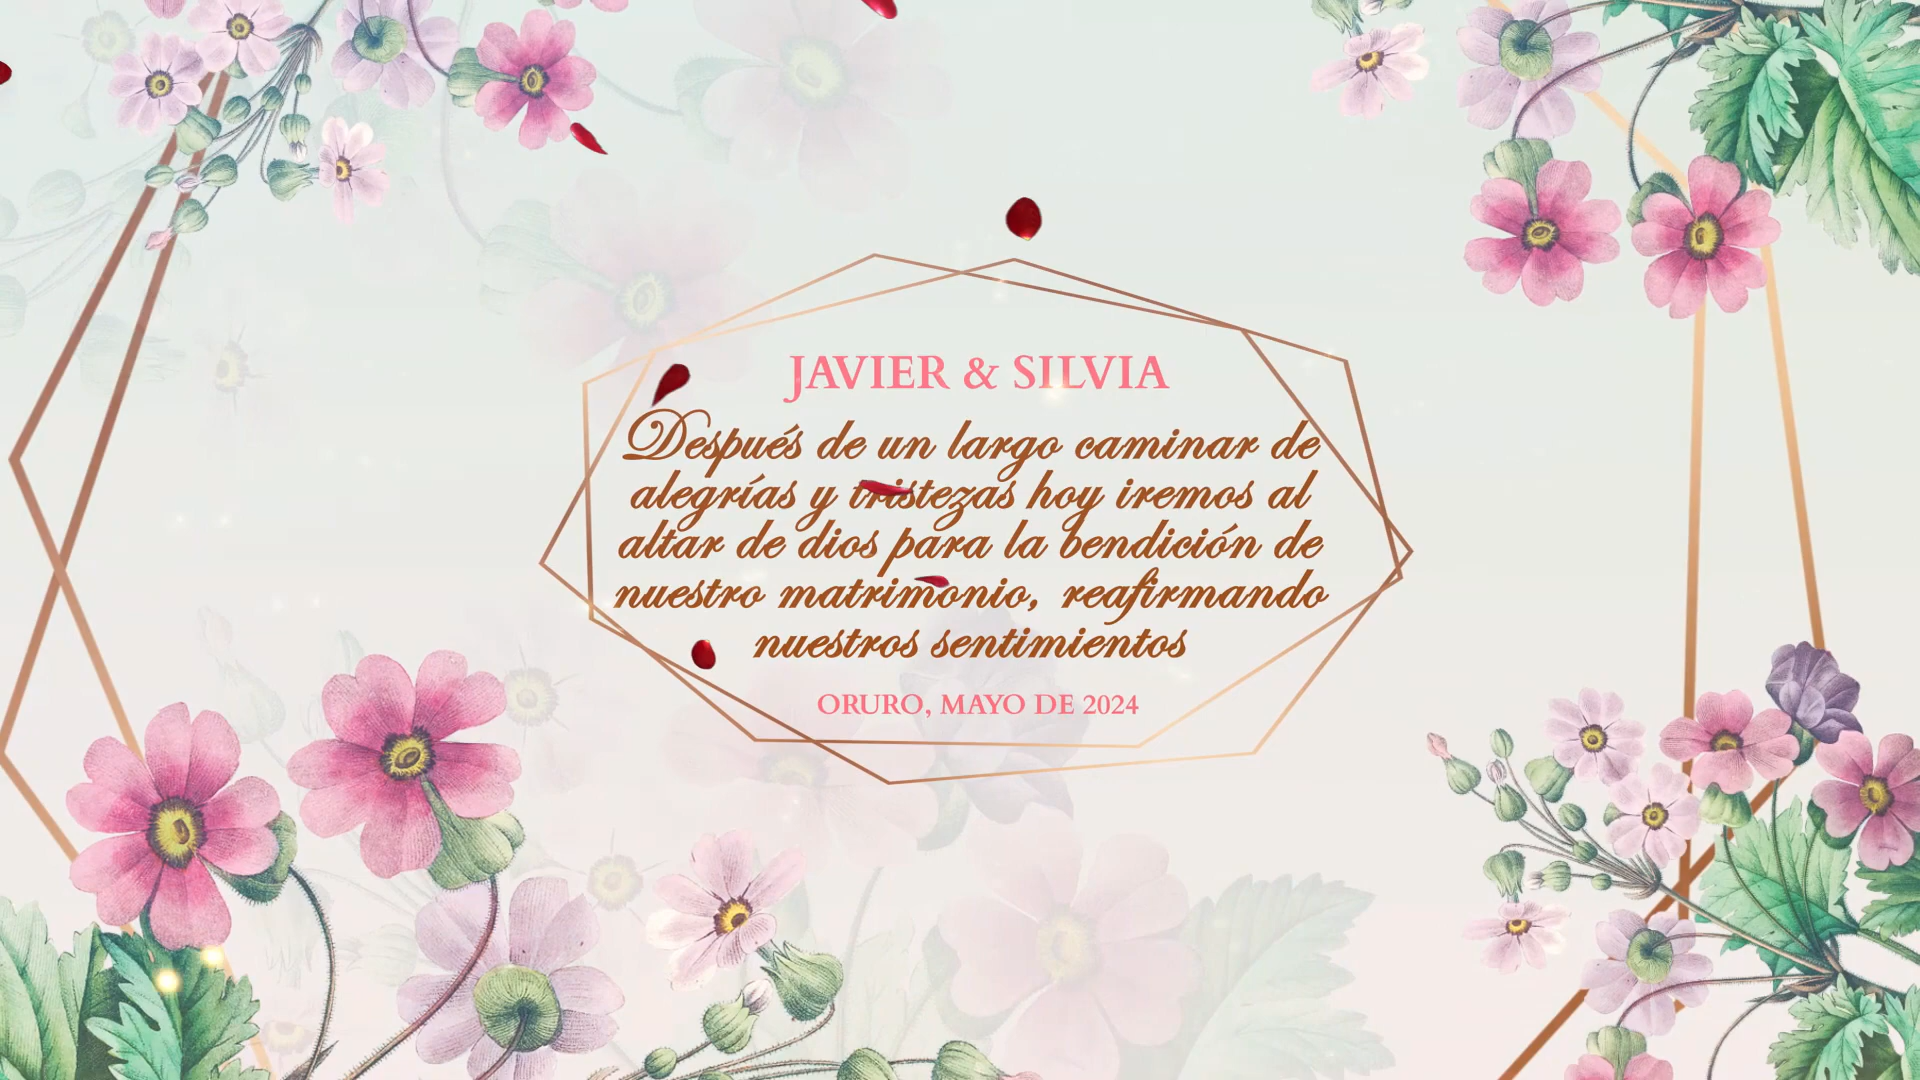 JAVIER & SILVIA
Después de un largo caminar de
alegrías y tristezas hoy iremos al
altar de dios para la bendición de
nuestro matrimonio, reafirmando
nuestros sentimientos
ORURO, MAYO DE 2024